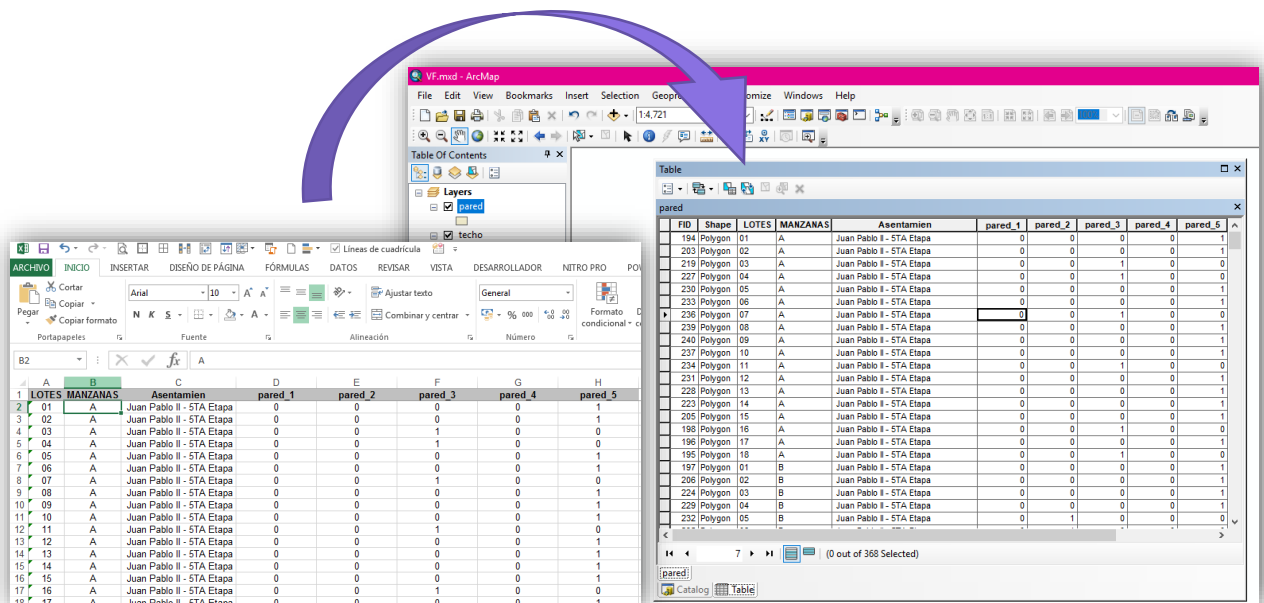 VF.mxd - ArcMap
File Edit View Bookmarks Insert Selection Geopro omize Windows Help
1:4,721
Table Of Contents
Layers
pared
techo
Table
pared
FID Shape LOTES MANZANAS Asentamien pared_1 pared_2 pared_3 pared_4 pared_5
194 Polygon 01 A Juan Pablo II - 5TA Etapa 0 0 0 0 1
203 Polygon 02 A Juan Pablo II - 5TA Etapa 0 0 0 0 1
219 Polygon 03 A Juan Pablo II - 5TA Etapa 0 0 1 0 0
227 Polygon 04 A Juan Pablo II - 5TA Etapa 0 0 1 0 0
230 Polygon 05 A Juan Pablo II - 5TA Etapa 0 0 0 0 1
233 Polygon 06 A Juan Pablo II - 5TA Etapa 0 0 0 0 1
236 Polygon 07 A Juan Pablo II - 5TA Etapa 0 0 1 0 0
239 Polygon 08 A Juan Pablo II - 5TA Etapa 0 0 0 0 1
240 Polygon 09 A Juan Pablo II - 5TA Etapa 0 0 0 0 1
237 Polygon 10 A Juan Pablo II - 5TA Etapa 0 0 0 0 1
234 Polygon 11 A Juan Pablo II - 5TA Etapa 0 0 1 0 0
231 Polygon 12 A Juan Pablo II - 5TA Etapa 0 0 0 0 1
228 Polygon 13 A Juan Pablo II - 5TA Etapa 0 0 0 0 1
223 Polygon 14 A Juan Pablo II - 5TA Etapa 0 0 0 0 1
205 Polygon 15 A Juan Pablo II - 5TA Etapa 0 0 0 0 1
198 Polygon 16 A Juan Pablo II - 5TA Etapa 0 0 1 0 0
196 Polygon 17 A Juan Pablo II - 5TA Etapa 0 0 0 0 1
195 Polygon 18 A Juan Pablo II - 5TA Etapa 0 0 1 0 0
197 Polygon 01 B Juan Pablo II - 5TA Etapa 0 0 0 0 1
206 Polygon 02 B Juan Pablo II - 5TA Etapa 0 0 0 0 1
224 Polygon 03 B Juan Pablo II - 5TA Etapa 0 0 0 0 1
229 Polygon 04 B Juan Pablo II - 5TA Etapa 0 0 0 0 1
232 Polygon 05 B Juan Pablo II - 5TA Etapa 0 1 0 0 0
7 (0 out of 368 Selected)
pared
Catalog Table
Líneas de cuadrícula
ARCHIVO INICIO INSERTAR DISEÑO DE PÁGINA FÓRMULAS DATOS REVISAR VISTA DESARROLLADOR NITRO PRO PO
Pegar Cortar Copiar Copiar formato
Arial 10 Ajustar texto General
N K S Combinar y centrar % 000 Formato condicional
Portapapeles Fuente Alineación Número
B2 fx A
A B C D E F G H
1 LOTES MANZANAS Asentamien pared_1 pared_2 pared_3 pared_4 pared_5
2 01 A Juan Pablo II - 5TA Etapa 0 0 0 0 1
3 02 A Juan Pablo II - 5TA Etapa 0 0 0 0 1
4 03 A Juan Pablo II - 5TA Etapa 0 0 1 0 0
5 04 A Juan Pablo II - 5TA Etapa 0 0 1 0 0
6 05 A Juan Pablo II - 5TA Etapa 0 0 0 0 1
7 06 A Juan Pablo II - 5TA Etapa 0 0 0 0 1
8 07 A Juan Pablo II - 5TA Etapa 0 0 1 0 0
9 08 A Juan Pablo II - 5TA Etapa 0 0 0 0 1
10 09 A Juan Pablo II - 5TA Etapa 0 0 0 0 1
11 10 A Juan Pablo II - 5TA Etapa 0 0 0 0 1
12 11 A Juan Pablo II - 5TA Etapa 0 0 1 0 0
13 12 A Juan Pablo II - 5TA Etapa 0 0 0 0 1
14 13 A Juan Pablo II - 5TA Etapa 0 0 0 0 1
15 14 A Juan Pablo II - 5TA Etapa 0 0 0 0 1
16 15 A Juan Pablo II - 5TA Etapa 0 0 0 0 1
17 16 A Juan Pablo II - 5TA Etapa 0 0 1 0 0
18 17 A Juan Pablo II - 5TA Etapa 0 0 0 0 1